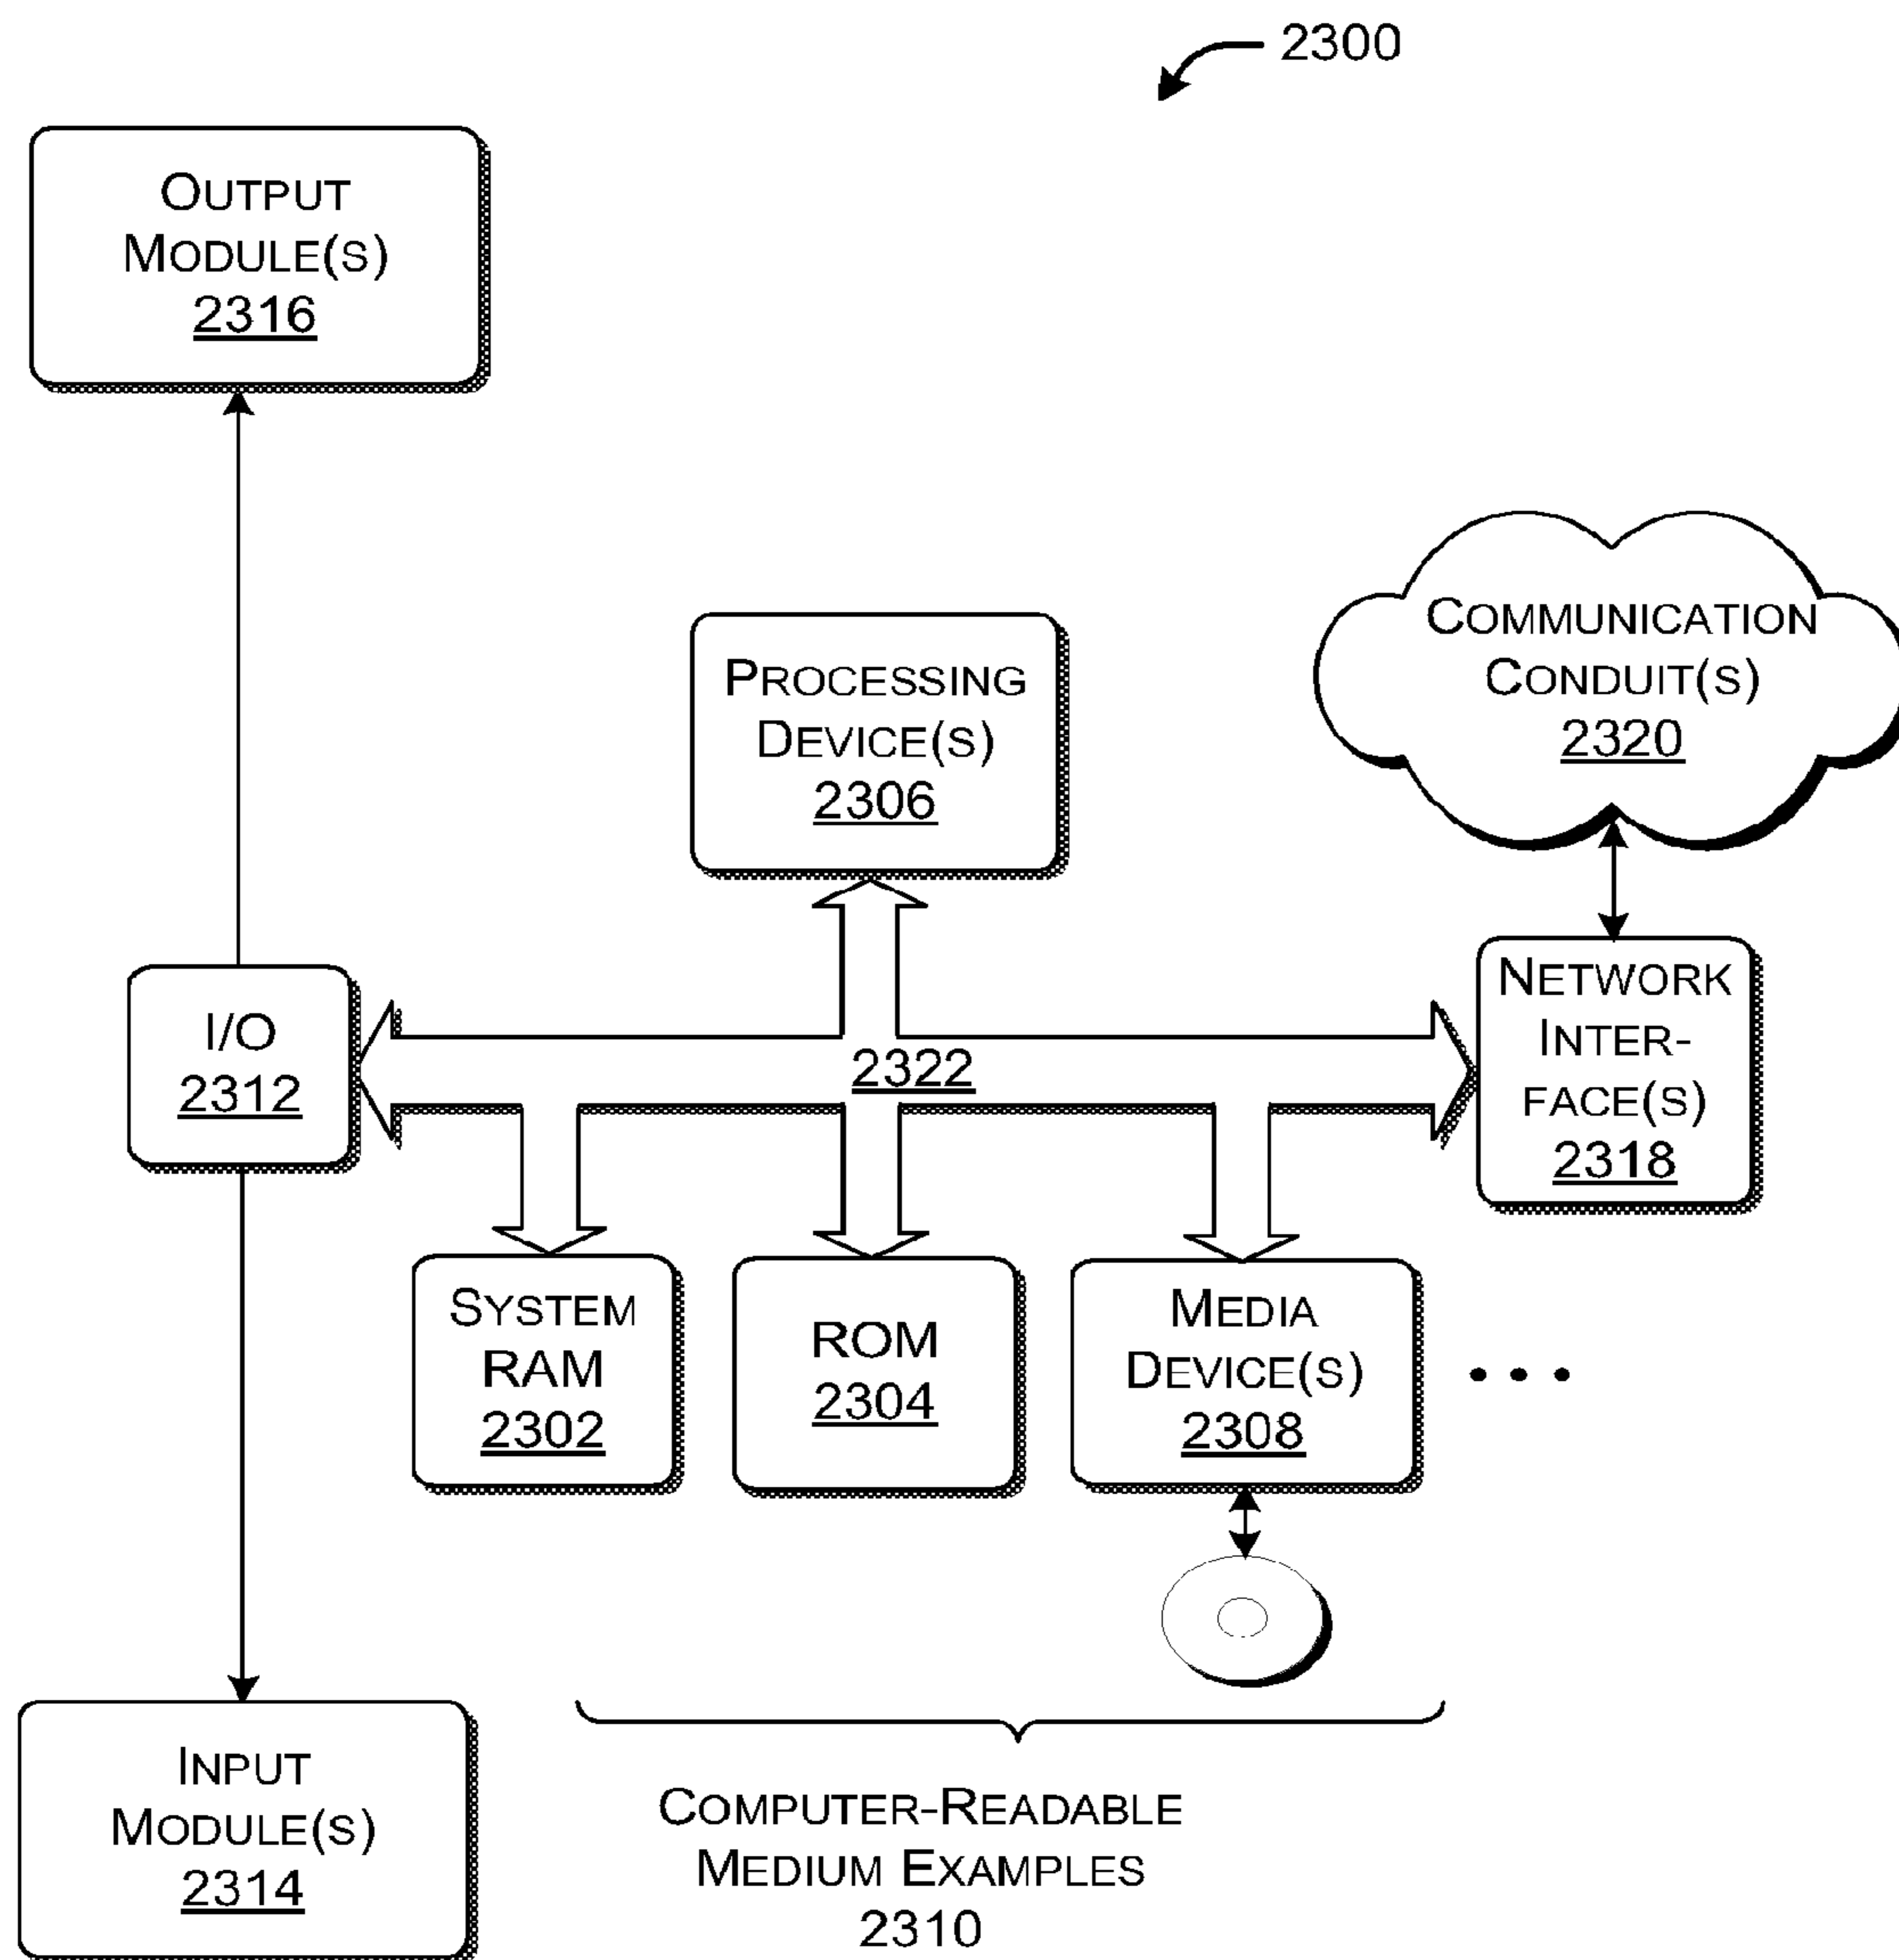 2300
OUTPUT
MODULE(S)
2316
COMMUNICATION
CONDUIT(S)
2320
PROCESSING
DEVICE(S)
2306
NETWORK
INTER-
FACE(S)
2318
I/O
2312
2322
SYSTEM
RAM
2302
ROM
2304
MEDIA
DEVICE(S)
2308
• • •
INPUT
MODULE(S)
2314
COMPUTER-READABLE
MEDIUM EXAMPLES
2310